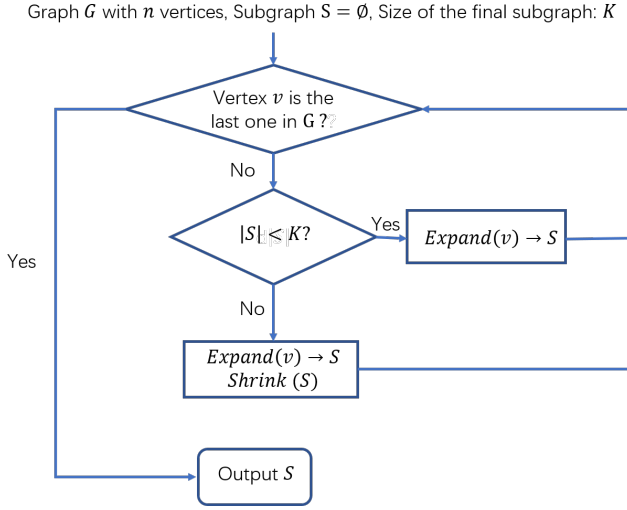 Graph G with n vertices, Subgraph S = ∅, Size of the final subgraph: K
Vertex v is the
last one in G ??
No
|S| < K?
Yes
Expand(v) → S
Yes
No
Expand(v) → S
Shrink (S)
Output S